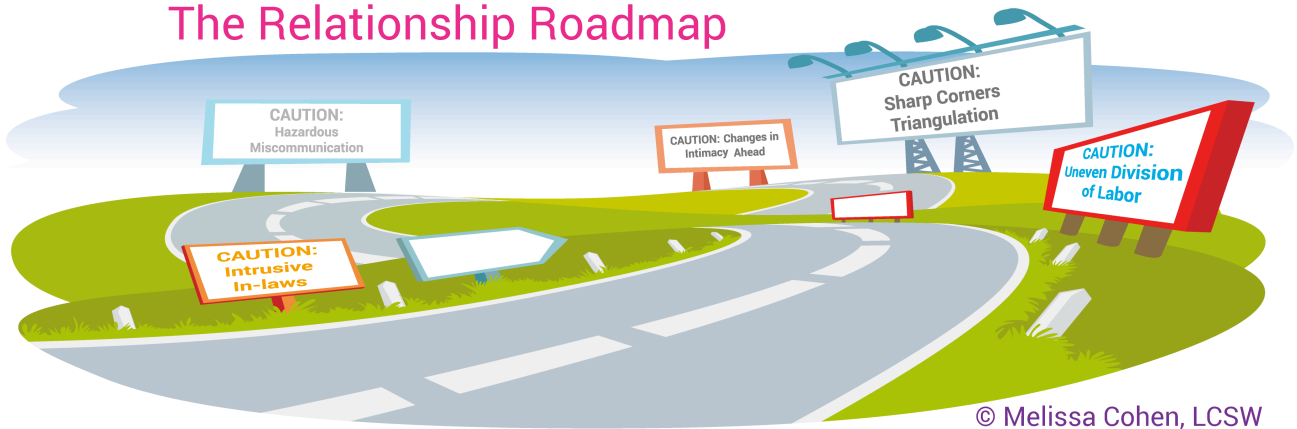 The Relationship Roadmap
CAUTION:
Hazardous
Miscommunication
CAUTION: Changes in
Intimacy Ahead
CAUTION:
Sharp Corners
Triangulation
CAUTION:
Uneven Division
of Labor
CAUTION:
Intrusive
In-laws
© Melissa Cohen, LCSW